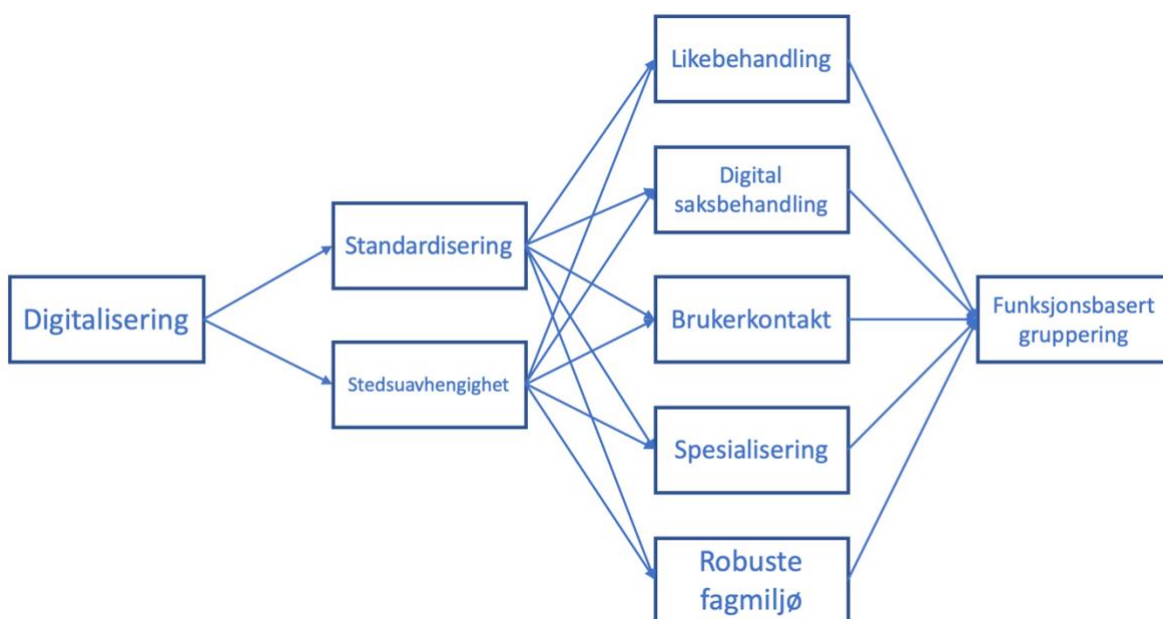 Digitalisering
Standardisering
Stedsuavhengighet
Likebehandling
Digital
saksbehandling
Brukerkontakt
Spesialisering
Robuste
fagmiljø
Funksjonsbasert
gruppering